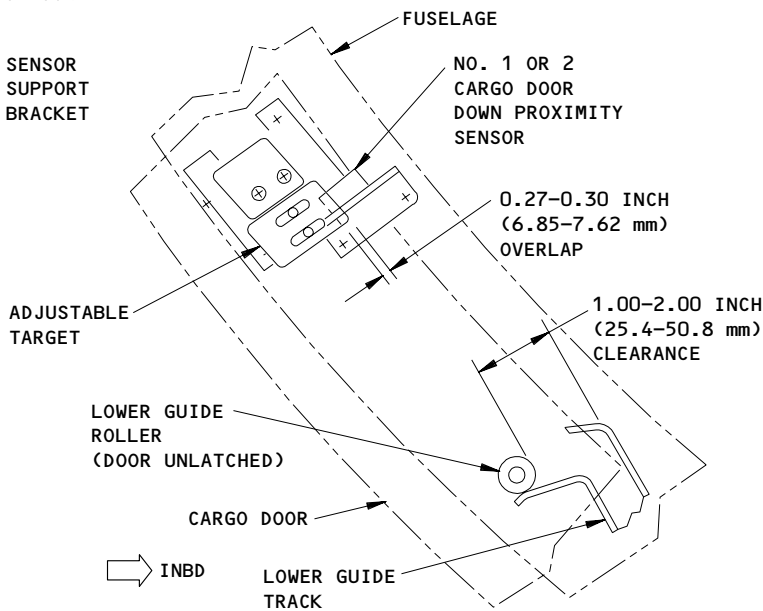 FUSELAGE
SENSOR
SUPPORT
BRACKET
NO. 1 OR 2
CARGO DOOR
DOWN PROXIMITY
SENSOR
0.27-0.30 INCH
(6.85-7.62 mm)
OVERLAP
1.00-2.00 INCH
(25.4-50.8 mm)
CLEARANCE
ADJUSTABLE
TARGET
LOWER GUIDE
ROLLER
(DOOR UNLATCHED)
CARGO DOOR
INBD
LOWER GUIDE
TRACK